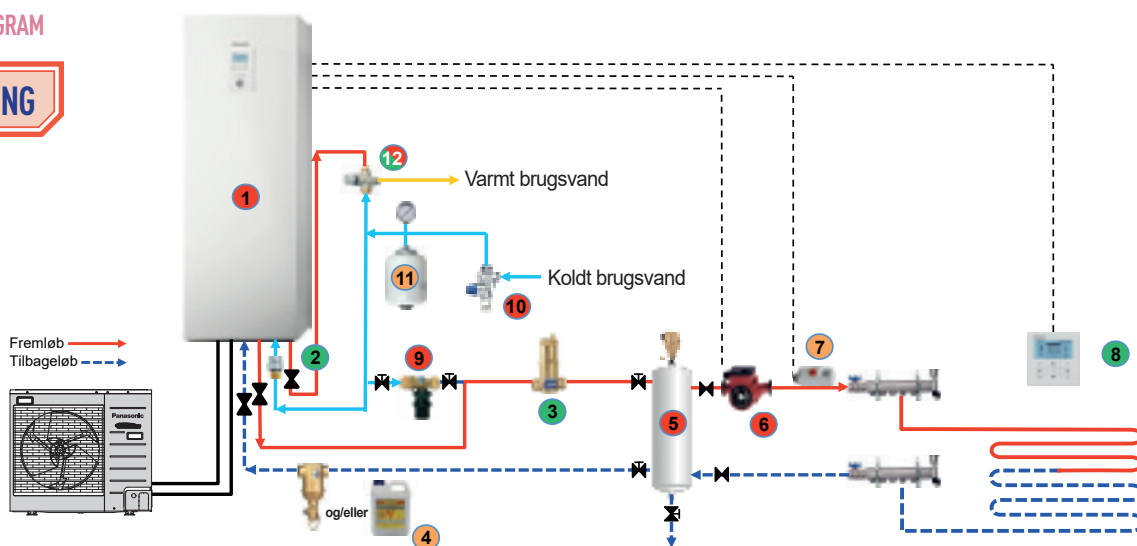 GRAM
NG
1
12
Varmt brugsvand
11
Koldt brugsvand
10
Fremløb
Tilbageløb
2
9
3
7
8
5
6
Panasonic
og/eller
4